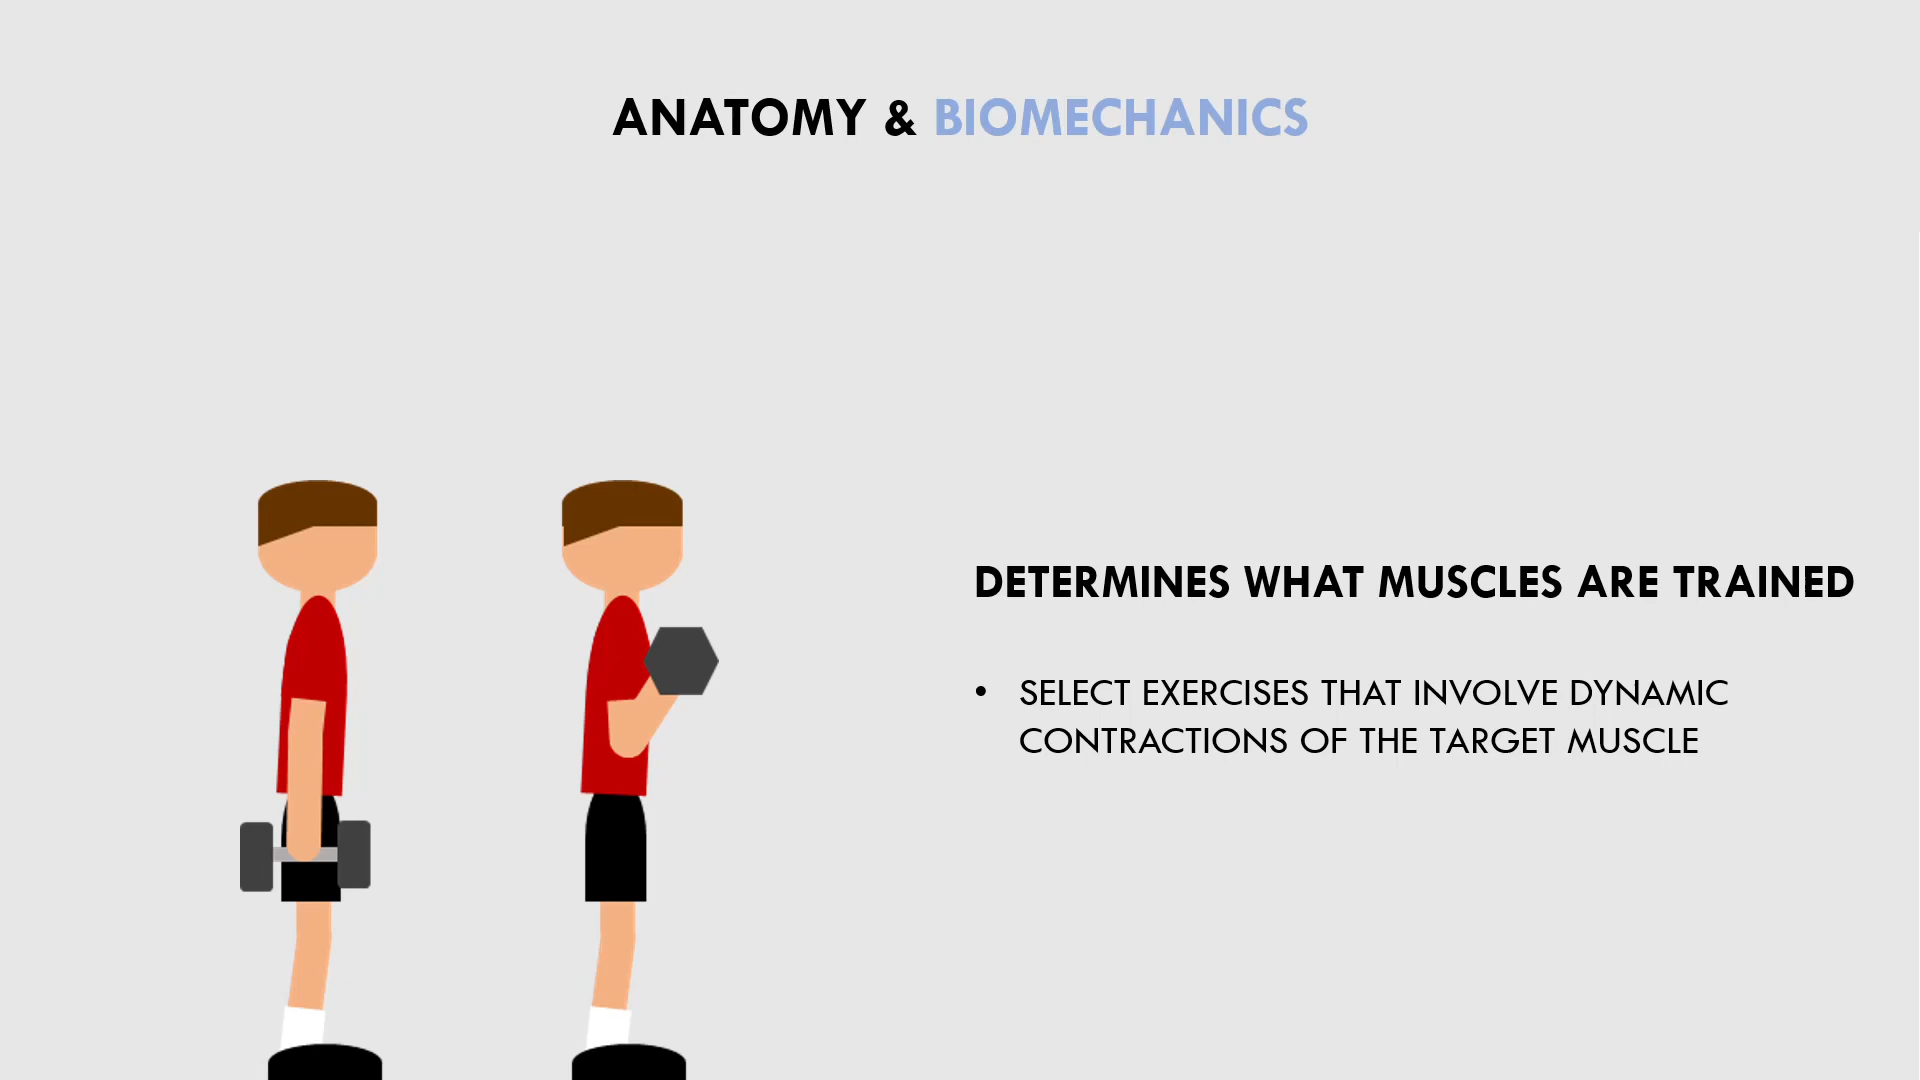 ANATOMY & BIOMECHANICS
DETERMINES WHAT MUSCLES ARE TRAINED
• SELECT EXERCISES THAT INVOLVE DYNAMIC
CONTRACTIONS OF THE TARGET MUSCLE